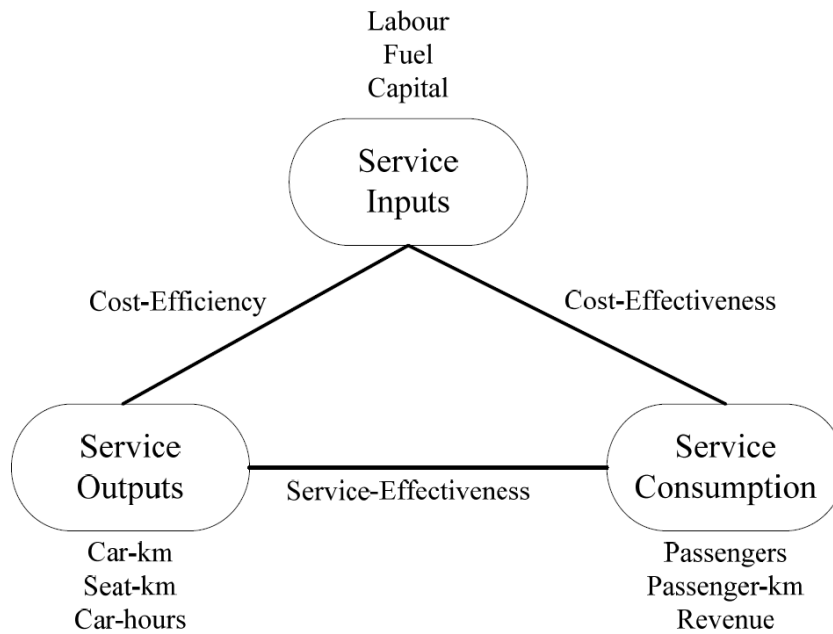 Labour
Fuel
Capital
Service
Inputs
Cost-Efficiency
Cost-Effectiveness
Service
Outputs
Service-Effectiveness
Service
Consumption
Car-km
Seat-km
Car-hours
Passengers
Passenger-km
Revenue